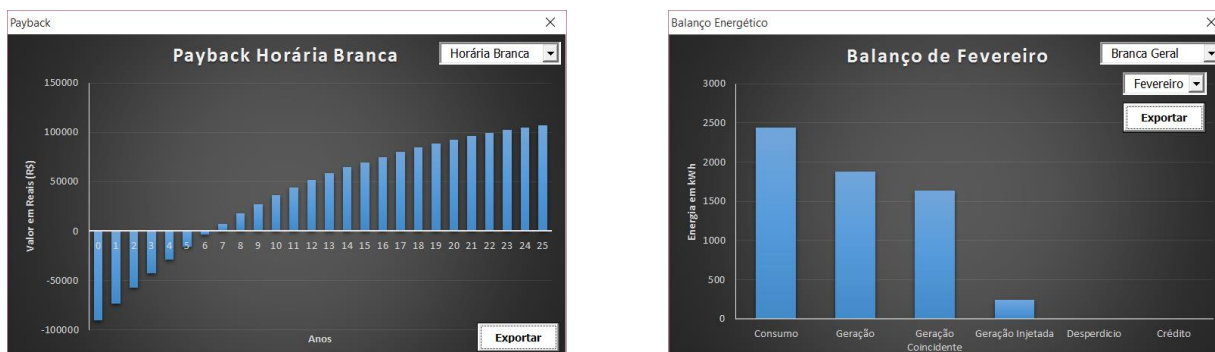 Payback
Payback Horária Branca
Horária Branca
150000
100000
50000
0
-50000
-100000
Valor em Reais (R$)
0 1 2 3 4 5 6 7 8 9 10 11 12 13 14 15 16 17 18 19 20 21 22 23 24 25
Anos
Exportar
Balanço Energético
Balanço de Fevereiro
Branca Geral
Fevereiro
Exportar
3000
2500
2000
1500
1000
500
0
Energia em kWh
Consumo
Geração
Geração
Coincidente
Geração Injetada
Desperdicio
Crédito